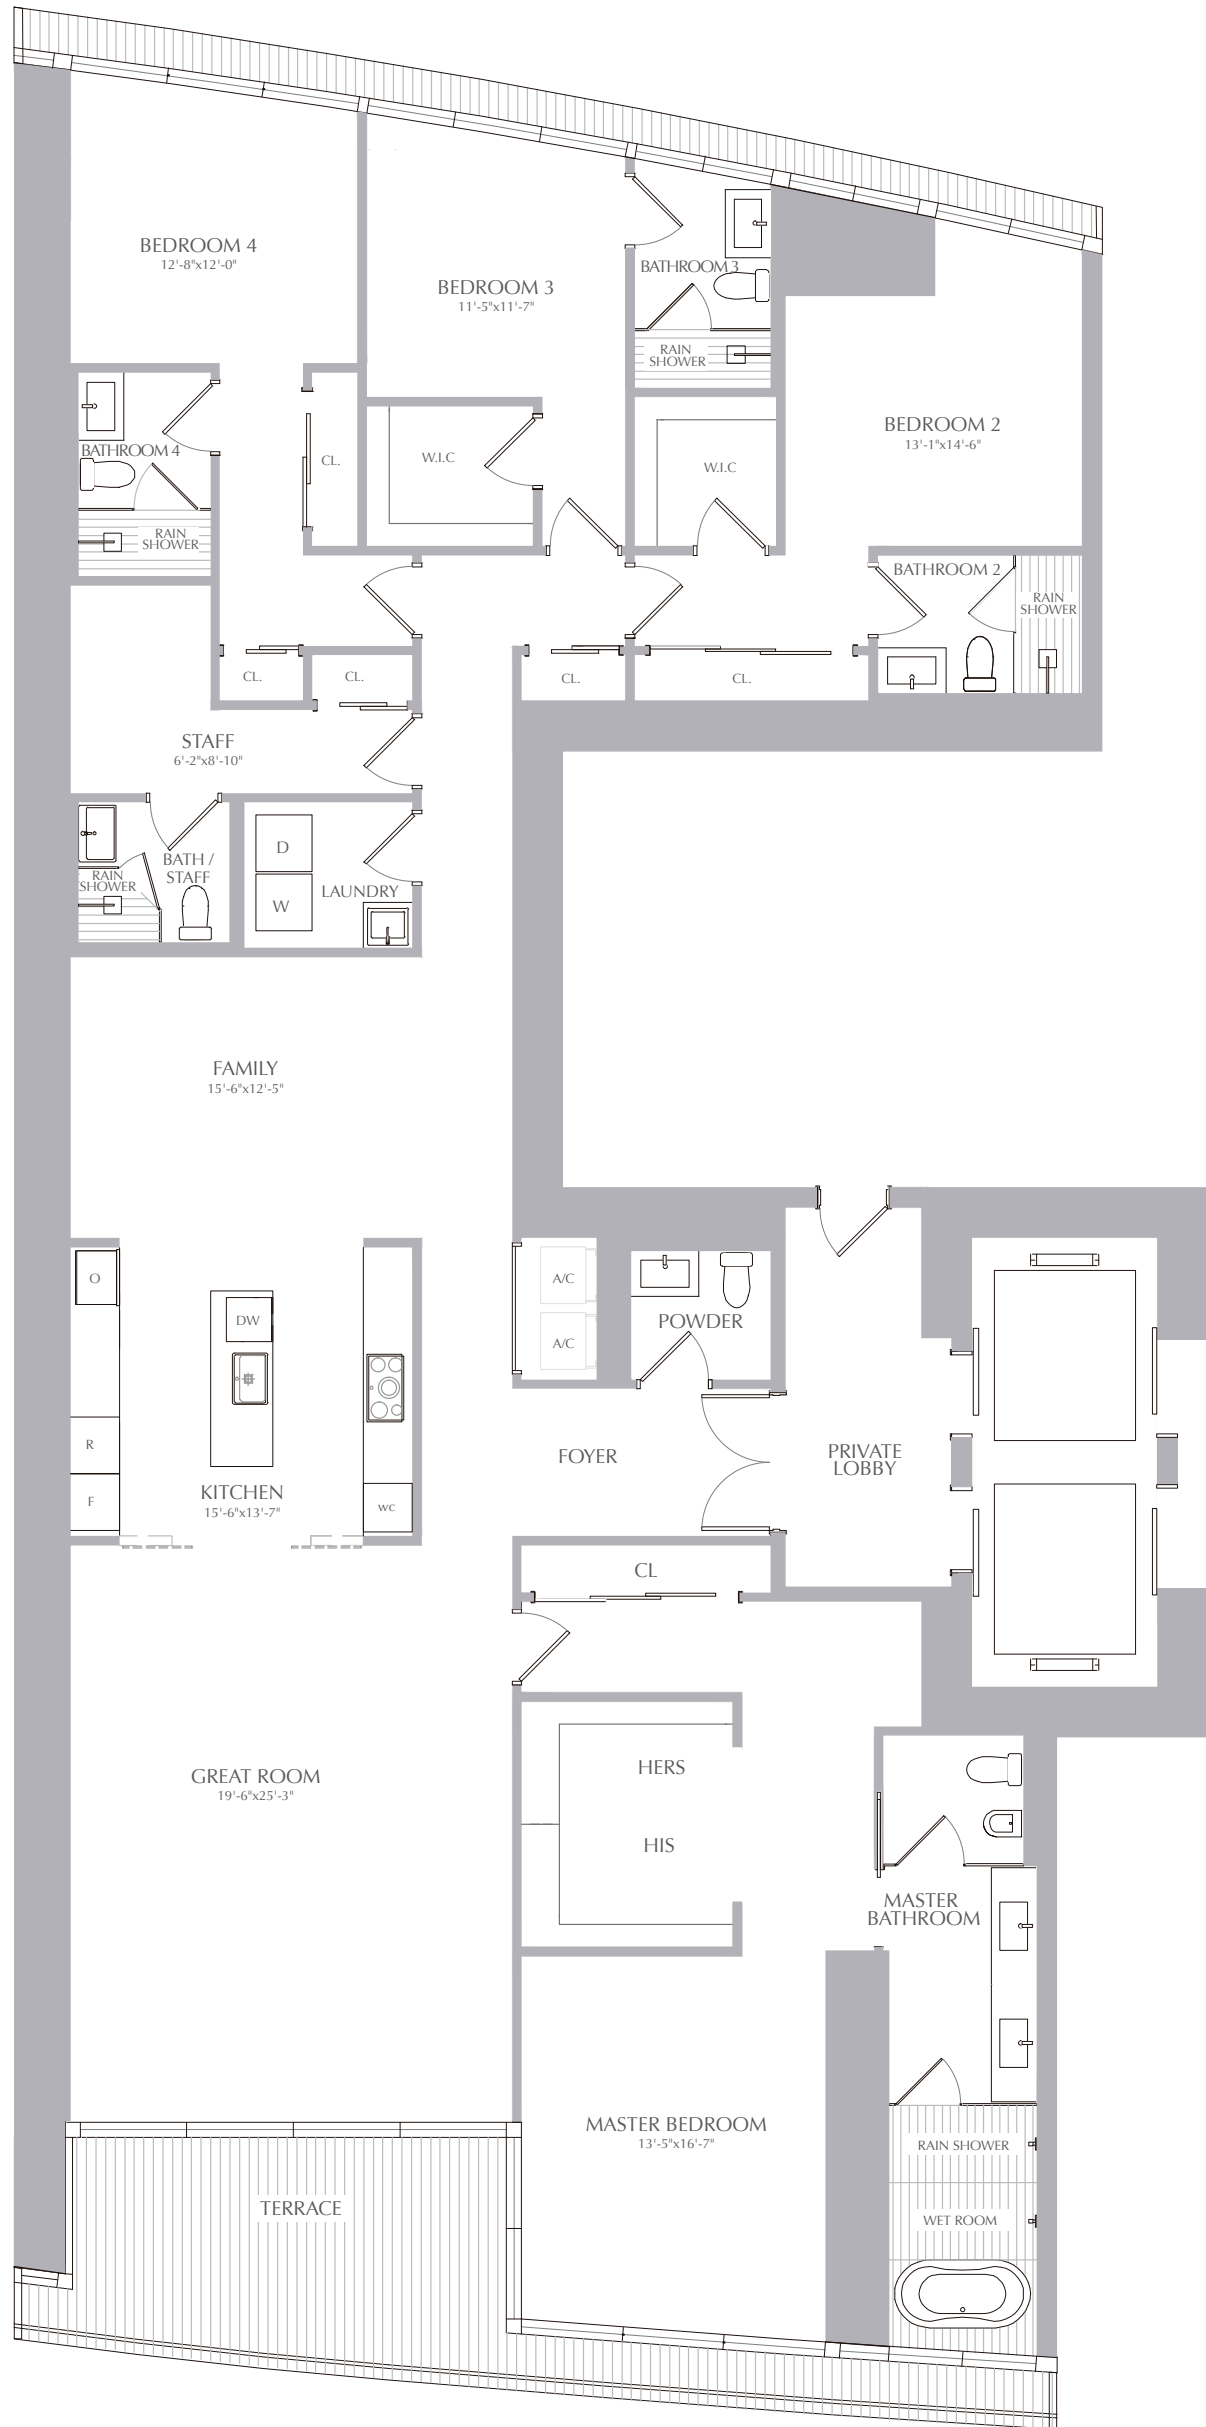 BEDROOM 4
12'-8"x12'-0"
BEDROOM 3
11'-5"x11'-7"
BATHROOM 3
RAIN
SHOWER
BEDROOM 2
13'-1"x14'-6"
BATHROOM 4
RAIN
SHOWER
CL.
W.I.C
W.I.C
BATHROOM 2
RAIN
SHOWER
CL.
CL.
CL.
CL.
STAFF
6'-2"x8'-10"
BATH /
STAFF
RAIN
SHOWER
D
W
LAUNDRY
FAMILY
15'-6"x12'-5"
O
DW
A/C
A/C
POWDER
R
F
KITCHEN
15'-6"x13'-7"
wc
FOYER
PRIVATE
LOBBY
CL
GREAT ROOM
19'-6"x25'-3"
HERS
HIS
MASTER
BATHROOM
MASTER BEDROOM
13'-5"x16'-7"
RAIN SHOWER
WET ROOM
TERRACE